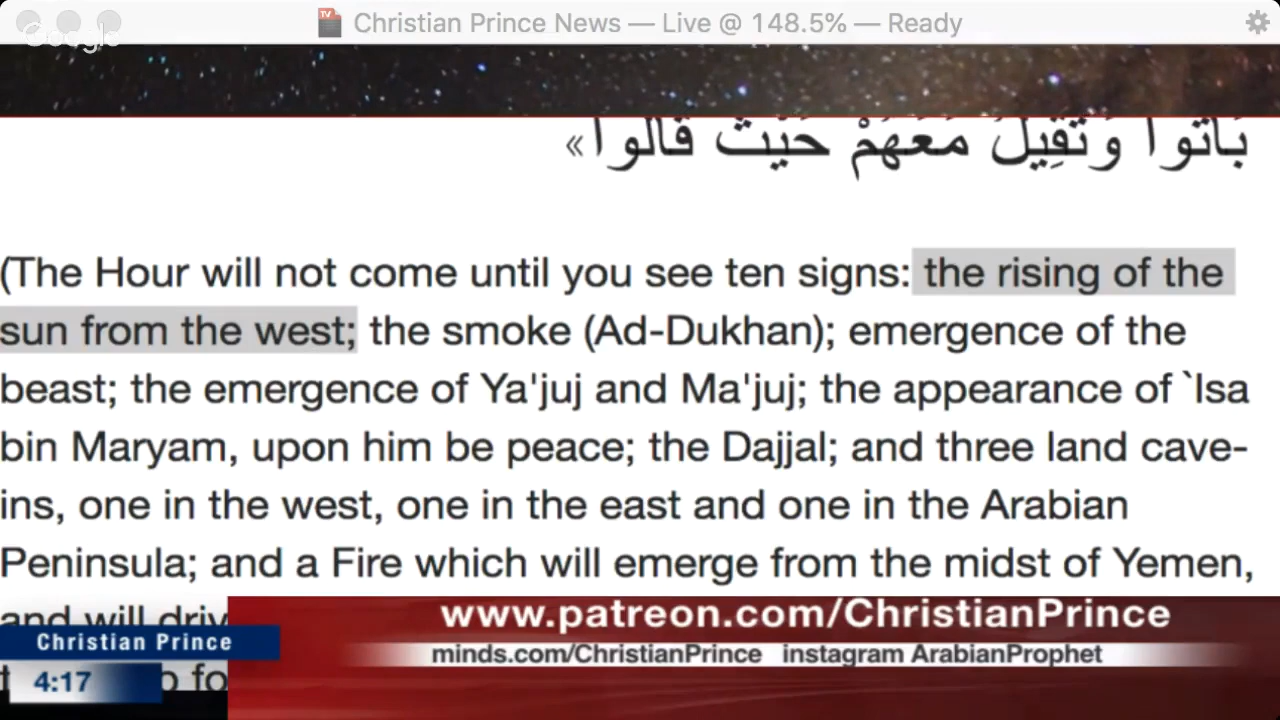 Christian Prince News — Live @ 148.5% — Ready
Google
بَاتُوا وَتَقِيلُ مَعَهُمْ حَيْثُ قَالُوا»
(The Hour will not come until you see ten signs: the rising of the
sun from the west; the smoke (Ad-Dukhan); emergence of the
beast; the emergence of Ya'juj and Ma'juj; the appearance of `Isa
bin Maryam, upon him be peace; the Dajjal; and three land cave-
ins, one in the west, one in the east and one in the Arabian
Peninsula; and a Fire which will emerge from the midst of Yemen,
and will
www.patreon.com/ChristianPrince
Christian Prince
minds.com/ChristianPrince instagram ArabianProphet
4:17